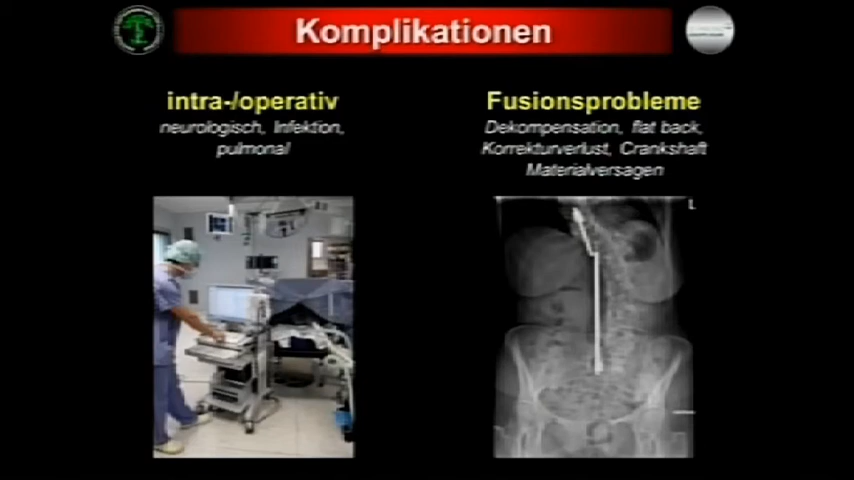 Komplikationen
intra-/operativ
neurologisch, Infektion,
pulmonal
Fusionsprobleme
Dekompensation, flat back,
Korrekturverlust, Crankshaft
Materialversagen
L